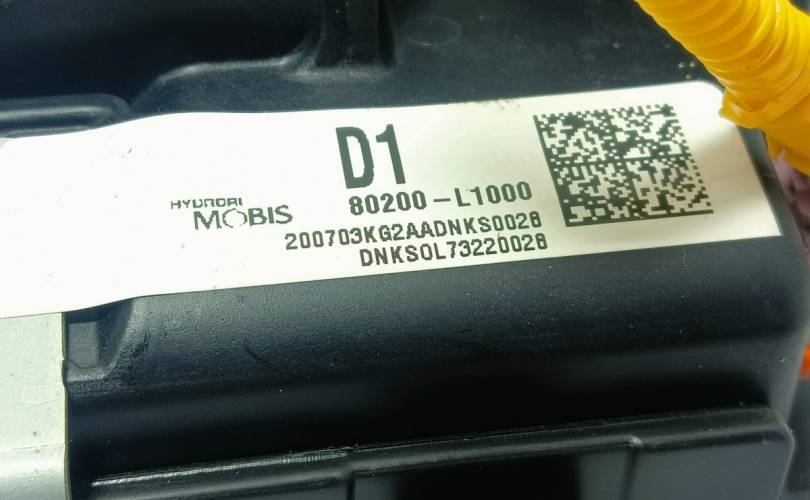 D1
HYUNDAI
MOBIS
80200-L1000
200703KG2AADNKS0028
DNKS0L73220028